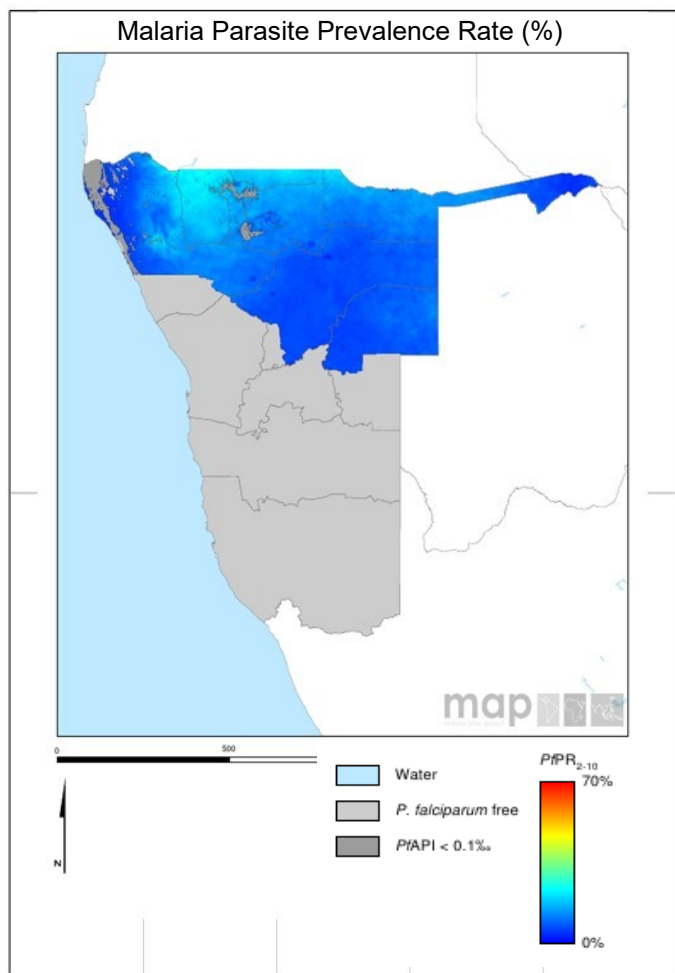 Malaria Parasite Prevalence Rate (%)
map
0 500
PfPR2-10
Water
70%
P. falciparum free
PfAPI < 0.1‰
N
0%